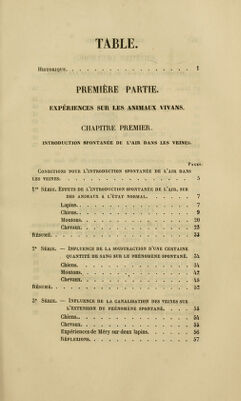 TABLE.
HISTORIQUE. . . . . . . . . . . . . . . . 1
PREMIÈRE PARTIE.
EXPÉRIENCES SUR LES ANIMAUX VIVANS.
CHAPITRE PREMIER.
INTRODUCTION SPONTANÉE DE L'AIR DANS LES VEINES.
PAGES.
CONDITIONS POUR L'INTRODUCTION SPONTANÉE DE L'AIR DANS
LES VEINES. . . . . . . . . . . . . . . . 5
1re SÉRIE. EFFETS DE L'INTRODUCTION SPONTANÉE DE L'AIR, SUR
DES ANIMAUX A L'ÉTAT NORMAL. . . . . . . . 7
Lapins. . . . . . . . . . . . . . . . 7
Chiens. . . . . . . . . . . . . . . . 9
Moutons. . . . . . . . . . . . . . . . 20
Chevaux. . . . . . . . . . . . . . . . 23
RÉSUMÉ. . . . . . . . . . . . . . . . 33
2e SÉRIE. — INFLUENCE DE LA SOUSTRACTION D'UNE CERTAINE
QUANTITÉ DE SANG SUR LE PHÉNOMÈNE SPONTANÉ. 34
Chiens. . . . . . . . . . . . . . . . 34
Moutons. . . . . . . . . . . . . . . . 42
Chevaux. . . . . . . . . . . . . . . . 45
RÉSUMÉ. . . . . . . . . . . . . . . . 52
3e SÉRIE. — INFLUENCE DE LA CANALISATION DES VEINES SUR
L'EXTENSION DU PHÉNOMÈNE SPONTANÉ. . . . 53
Chiens. . . . . . . . . . . . . . . . 54
Chevaux. . . . . . . . . . . . . . . . 55
Expériences de Méry sur deux lapins. . . . . 56
RÉFLEXIONS. . . . . . . . . . . . . . . . 57